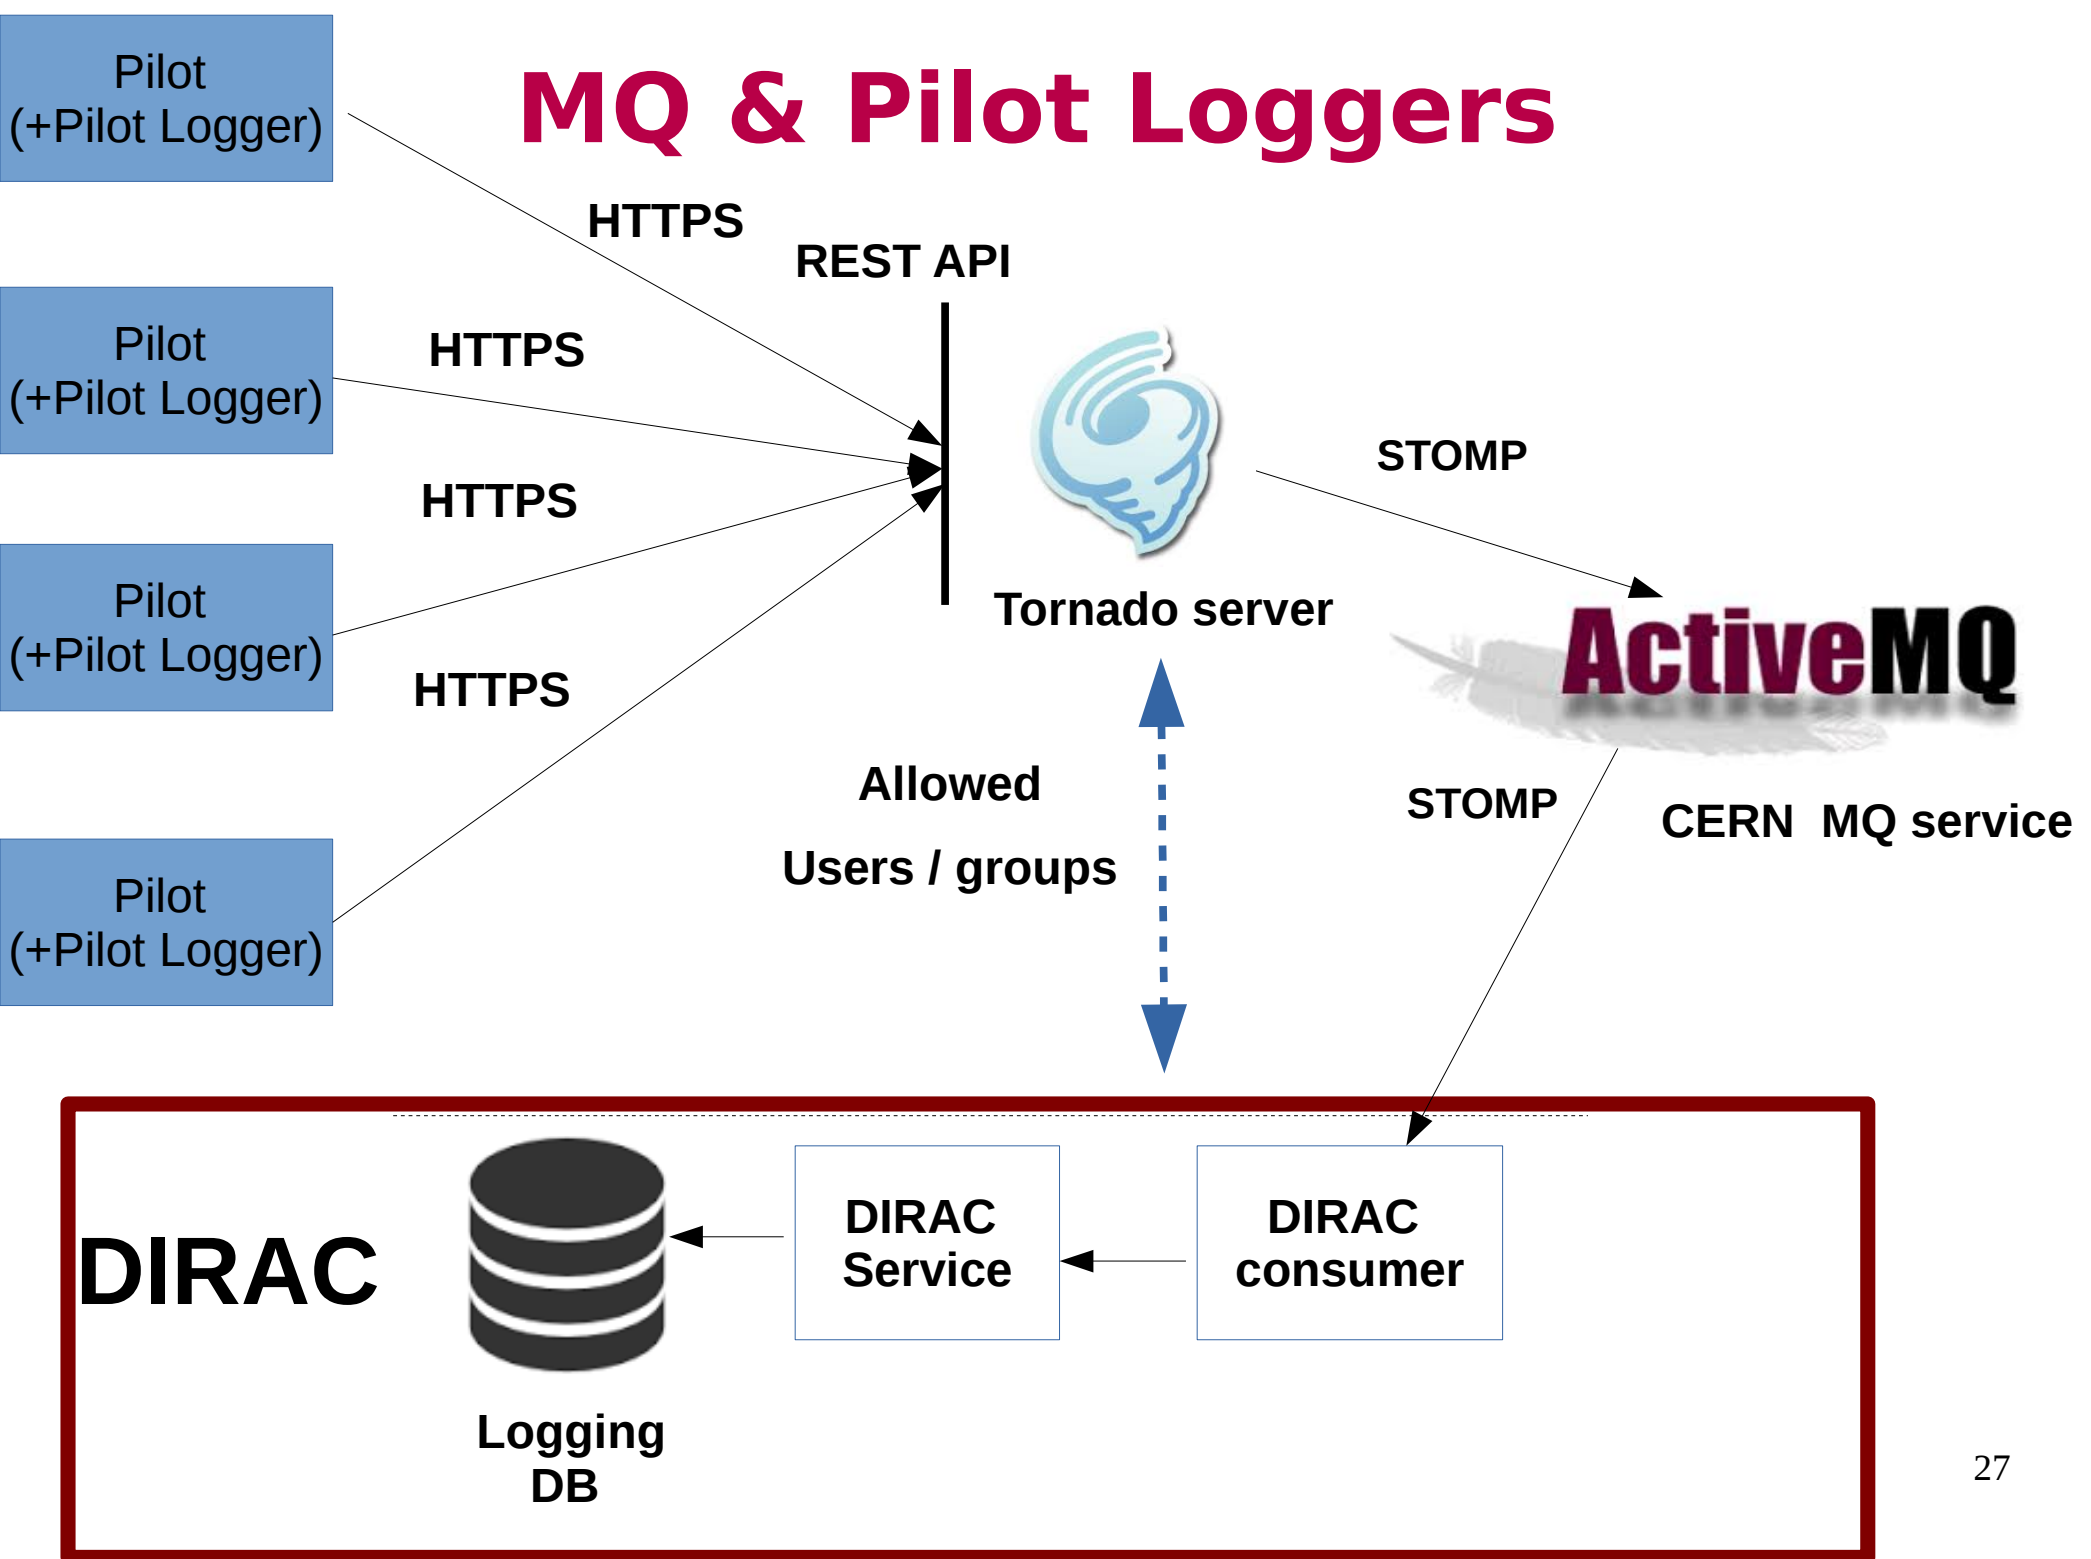 MQ & Pilot Loggers
Pilot
(+Pilot Logger)
HTTPS
REST API
Pilot
(+Pilot Logger)
HTTPS
STOMP
HTTPS
Pilot
(+Pilot Logger)
Tornado server
ActiveMQ
HTTPS
Allowed
Users / groups
STOMP
CERN  MQ service
Pilot
(+Pilot Logger)
DIRAC
DIRAC
Service
DIRAC
consumer
Logging
DB
27